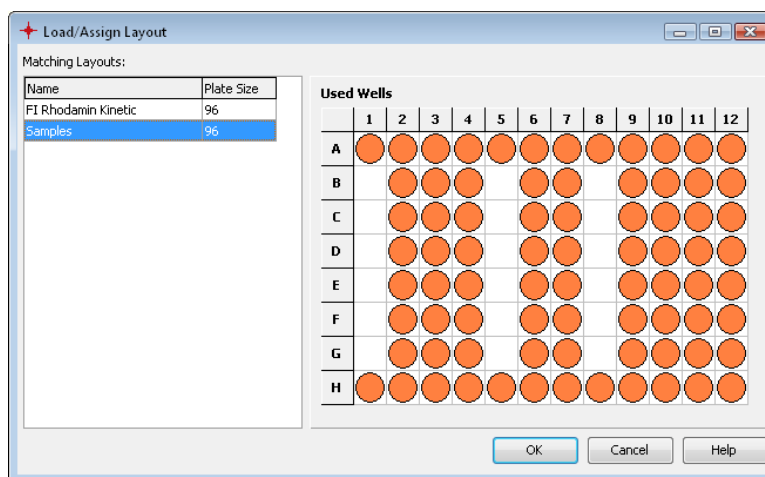 Load/Assign Layout
Matching Layouts:
Name Plate Size
FI Rhodamin Kinetic 96
Samples 96
Used Wells
1 2 3 4 5 6 7 8 9 10 11 12
A
B
C
D
E
F
G
H
OK Cancel Help